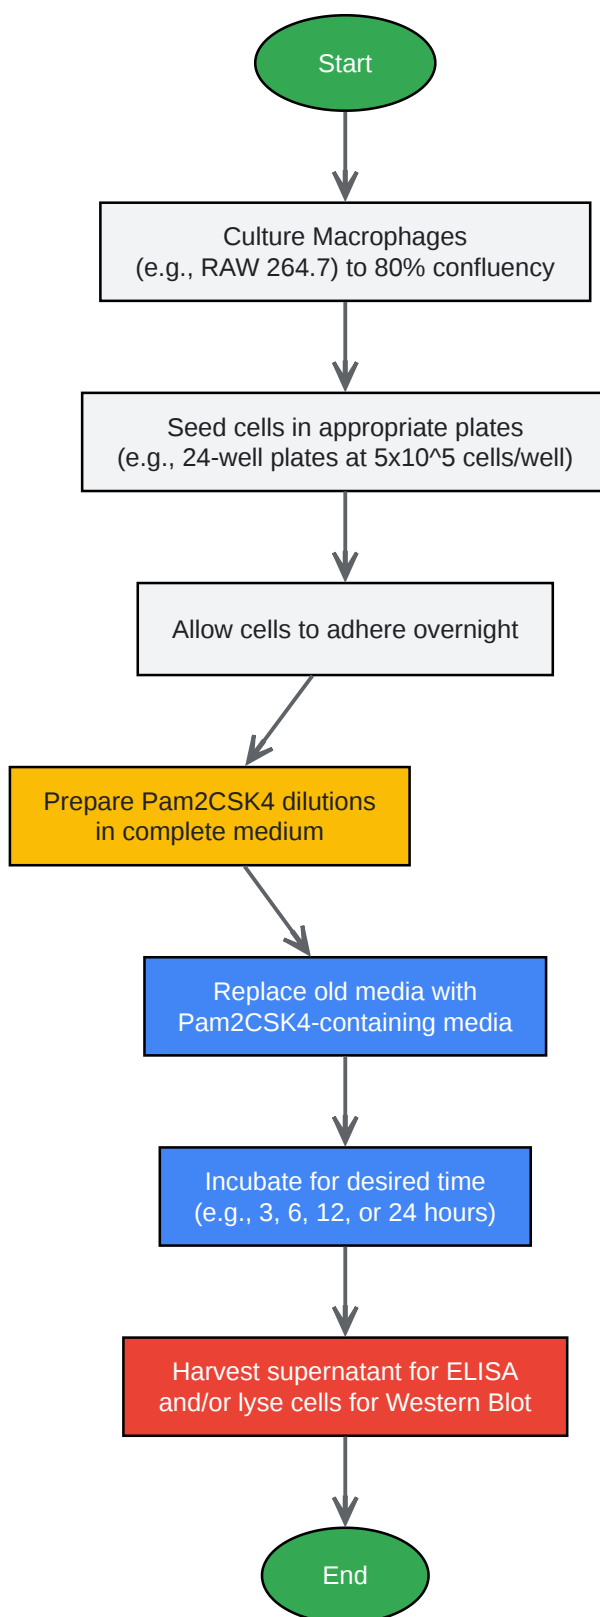 Start
Culture Macrophages
(e.g., RAW 264.7) to 80% confluency
Seed cells in appropriate plates
(e.g., 24-well plates at 5x10^5 cells/well)
Allow cells to adhere overnight
Prepare Pam2CSK4 dilutions
in complete medium
Replace old media with
Pam2CSK4-containing media
Incubate for desired time
(e.g., 3, 6, 12, or 24 hours)
Harvest supernatant for ELISA
and/or lyse cells for Western Blot
End